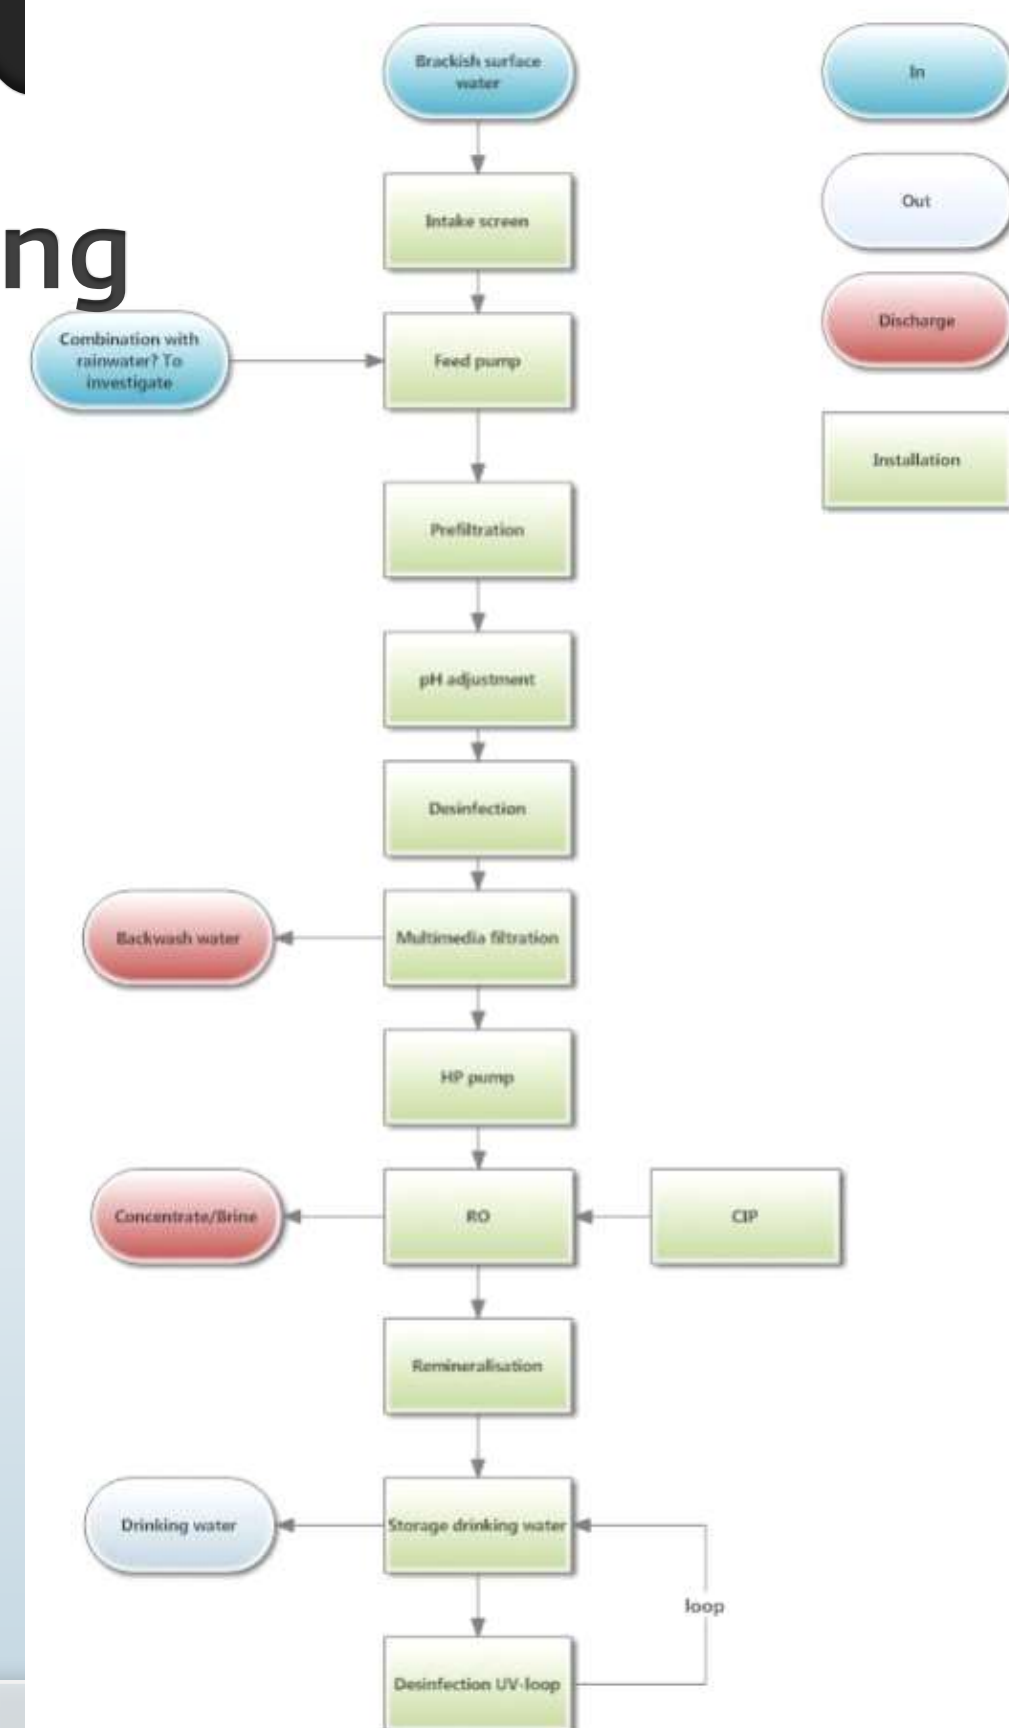 Brackish surface
water
In
Intake screen
Out
ng
Combination with
rainwater? To
investigate
Feed pump
Discharge
Installation
Prefiltration
pH adjustment
Desinfection
Backwash water
Multimedia filtration
HP pump
Concentrate/Brine
RO
CIP
Remineralisation
Drinking water
Storage drinking water
loop
Desinfection UV-loop